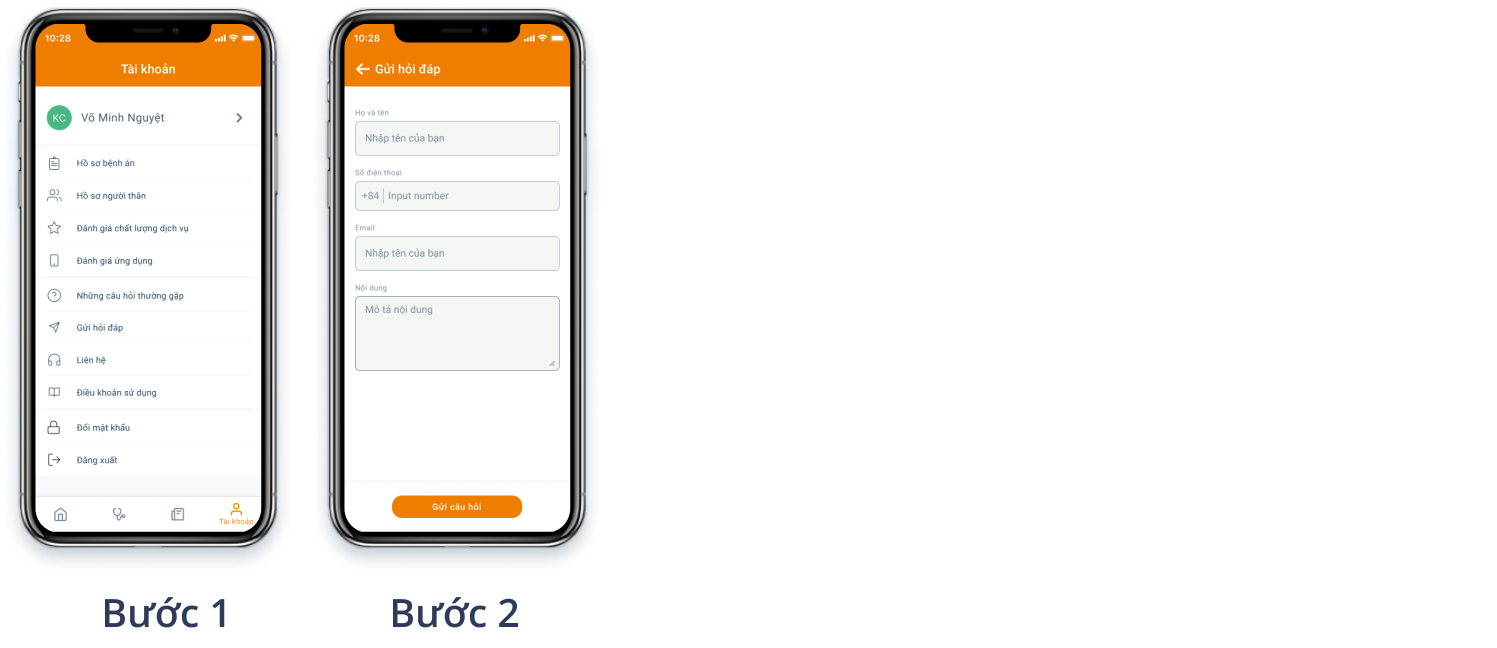 10:28
Tài khoản
KC
Võ Minh Nguyệt
Hồ sơ bệnh án
Hồ sơ người thân
Đánh giá chất lượng dịch vụ
Đánh giá ứng dụng
Những câu hỏi thường gặp
Gửi hỏi đáp
Liên hệ
Điều khoản sử dụng
Đổi mật khẩu
Đăng xuất
Tài khoản
Bước 1
10:28
Gửi hỏi đáp
Họ và tên
Nhập tên của bạn
Số điện thoại
+84 Input number
Email
Nhập tên của bạn
Nội dung
Mô tả nội dung
Gửi câu hỏi
Bước 2